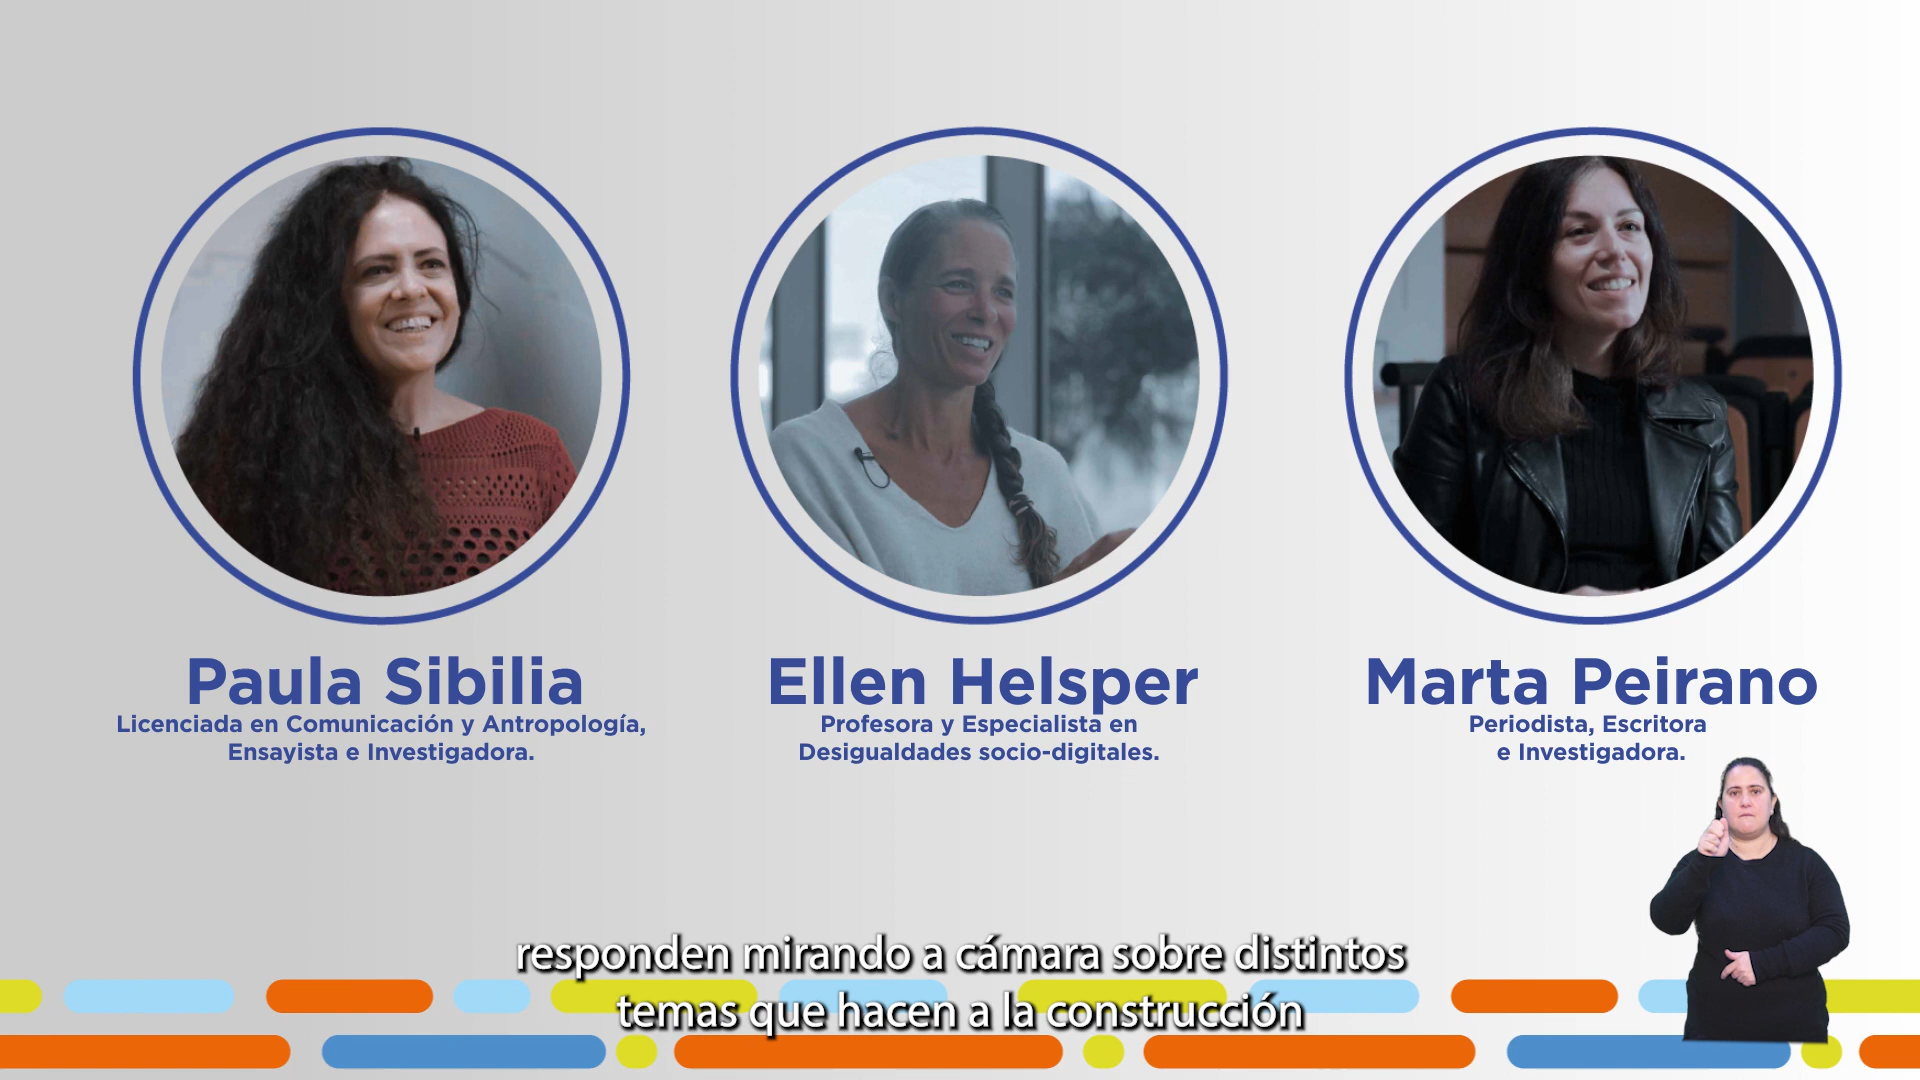 Paula Sibilia
Licenciada en Comunicación y Antropología,
Ensayista e Investigadora.
Ellen Helsper
Profesora y Especialista en
Desigualdades socio-digitales.
Marta Peirano
Periodista, Escritora
e Investigadora.
responden mirando a cámara sobre distintos
temas que hacen a la construcción